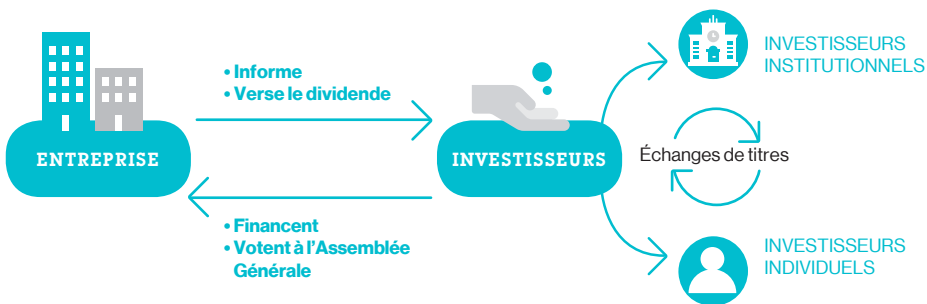 • Informe
• Verse le dividende
ENTREPRISE
INVESTISSEURS
• Financent
• Votent à l'Assemblée
Générale
INVESTISSEURS
INSTITUTIONNELS
Échanges de titres
INVESTISSEURS
INDIVIDUELS